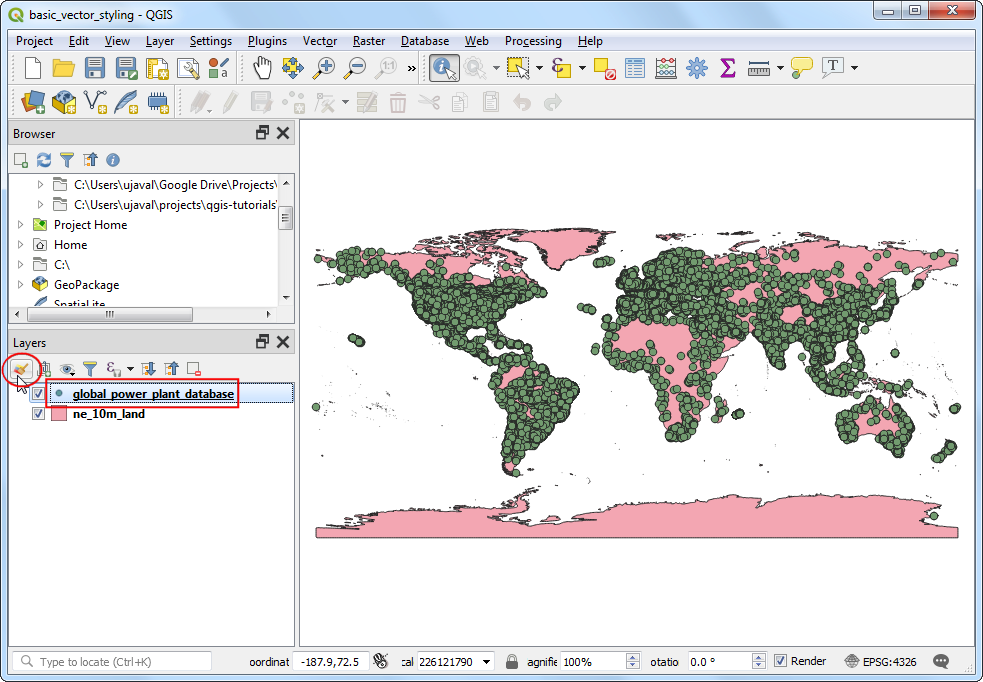 basic_vector_styling - QGIS
Project Edit View Layer Settings Plugins Vector Raster Database Web Processing Help
1:1
»
T
Browser
C:\Users\ujaval\Google Drive\Projects\
C:\Users\ujaval\projects\qgis-tutorials\
Project Home
Home
C:\
GeoPackage
SpatiaLite
Layers
global_power_plant_database
ne_10m_land
Type to locate (Ctrl+K) oordinat -187.9,72.5 cal 226121790 agnifie 100% otatio 0.0 ° Render EPSG:4326